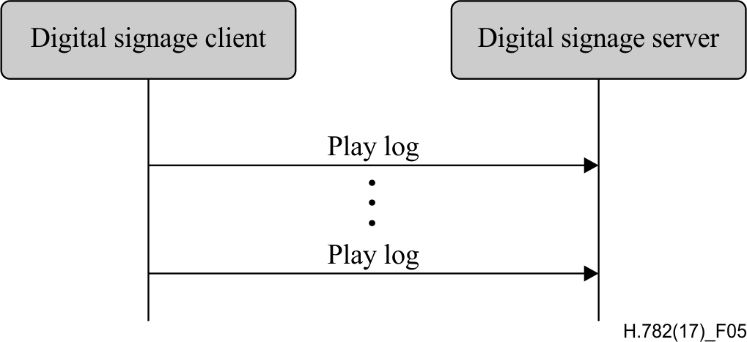 Digital signage client
Digital signage server
Play log
Play log
H.782(17)_F05